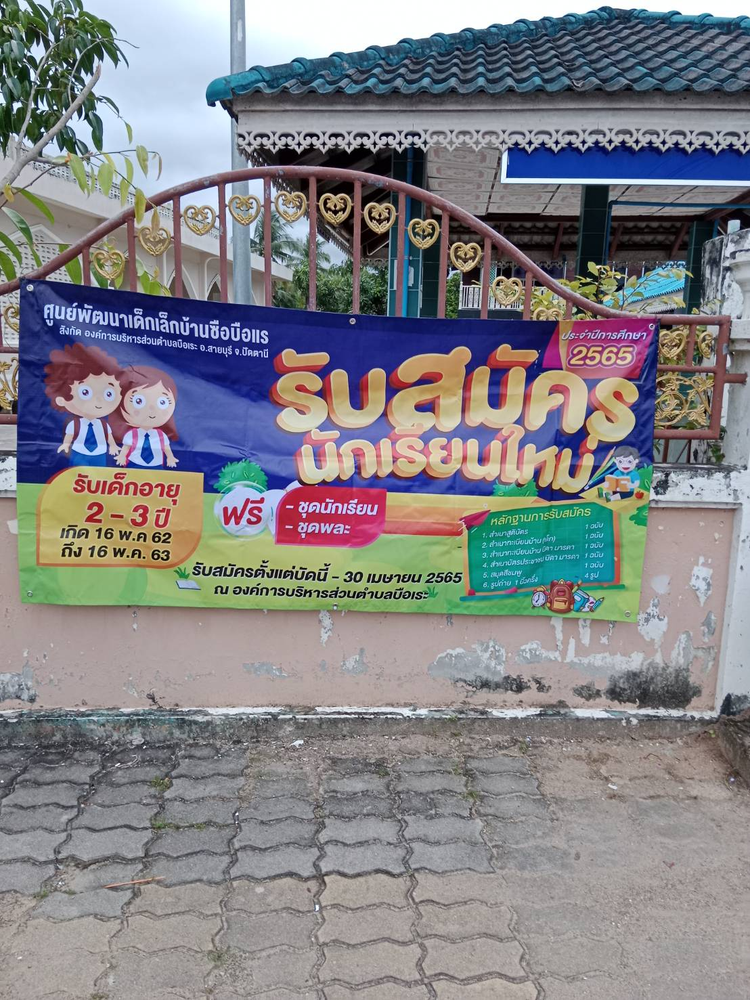 ศูนย์พัฒนาเด็กเล็กบ้านซือบือแร
สังกัด องค์การบริหารส่วนตำบลบือเระ อ.สายบุรี จ.ปัตตานี
ประจำปีการศึกษา
2565
รับสมัคร
นักเรียนใหม่
รับเด็กอายุ
2 - 3 ปี
เกิด 16 พ.ค 62
ถึง 16 พ.ค. 63
ฟรี
- ชุดนักเรียน
- ชุดพละ
หลักฐานการรับสมัคร
1. สำเนาสูติบัตร 1 ฉบับ
2. สำเนาทะเบียนบ้าน (เด็ก) 1 ฉบับ
3. สำเนาทะเบียนบ้าน บิดา มารดา 1 ฉบับ
4. สำเนาบัตรประชาชน บิดา มารดา 1 ฉบับ
5. สมุดสีชมพู 1 ฉบับ
6. รูปถ่าย 1 นิ้วครึ่ง 4 รูป
รับสมัครตั้งแต่บัดนี้ - 30 เมษายน 2565
ณ องค์การบริหารส่วนตำบลบือเระ